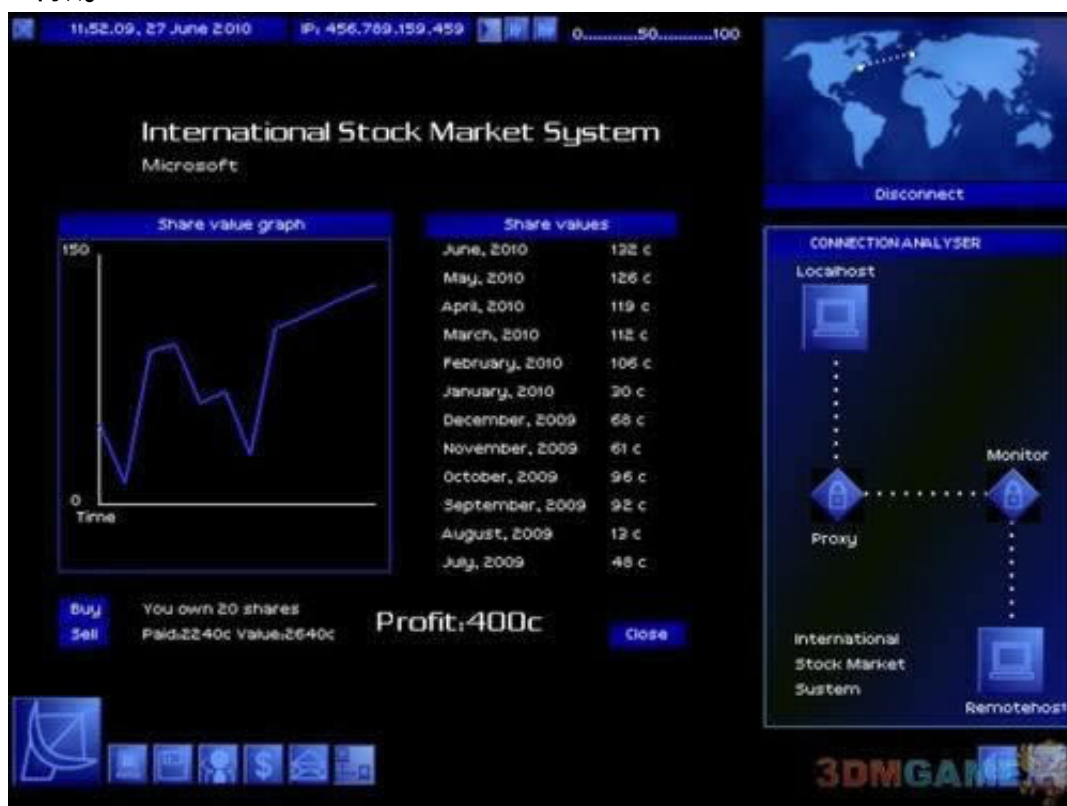 11:52.09, 27 June 2010
IP: 456.789.159.459
0...........50...........100
International Stock Market System
Microsoft
Disconnect
Share value graph
150
0
Time
Share values
June, 2010 132 c
May, 2010 126 c
April, 2010 119 c
March, 2010 112 c
February, 2010 106 c
January, 2010 30 c
December, 2009 68 c
November, 2009 61 c
October, 2009 96 c
September, 2009 92 c
August, 2009 13 c
July, 2009 48 c
Buy
Sell
You own 20 shares
Paid:2240c Value:2640c
Profit:400c
Close
CONNECTION ANALYSER
Localhost
Monitor
Proxy
International
Stock Market
System
Remotehost
3DMGAME